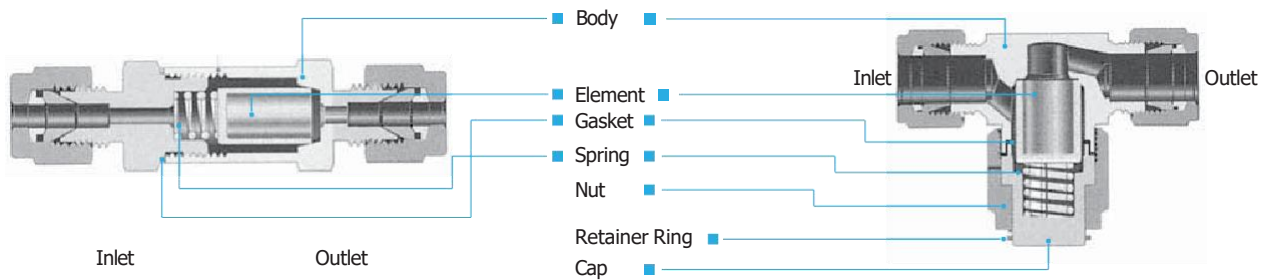 Body
Inlet
Outlet
Element
Gasket
Spring
Nut
Retainer Ring
Inlet
Outlet
Cap